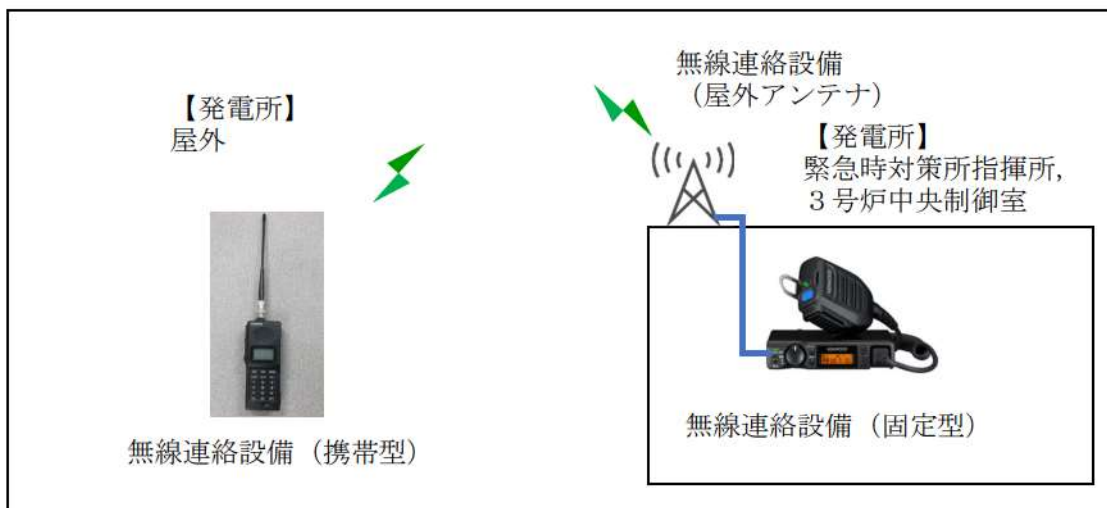 【発電所】
屋外
無線連絡設備(携帯型)
無線連絡設備
(屋外アンテナ)
【発電所】
緊急時対策所指揮所,
3号炉中央制御室
無線連絡設備(固定型)